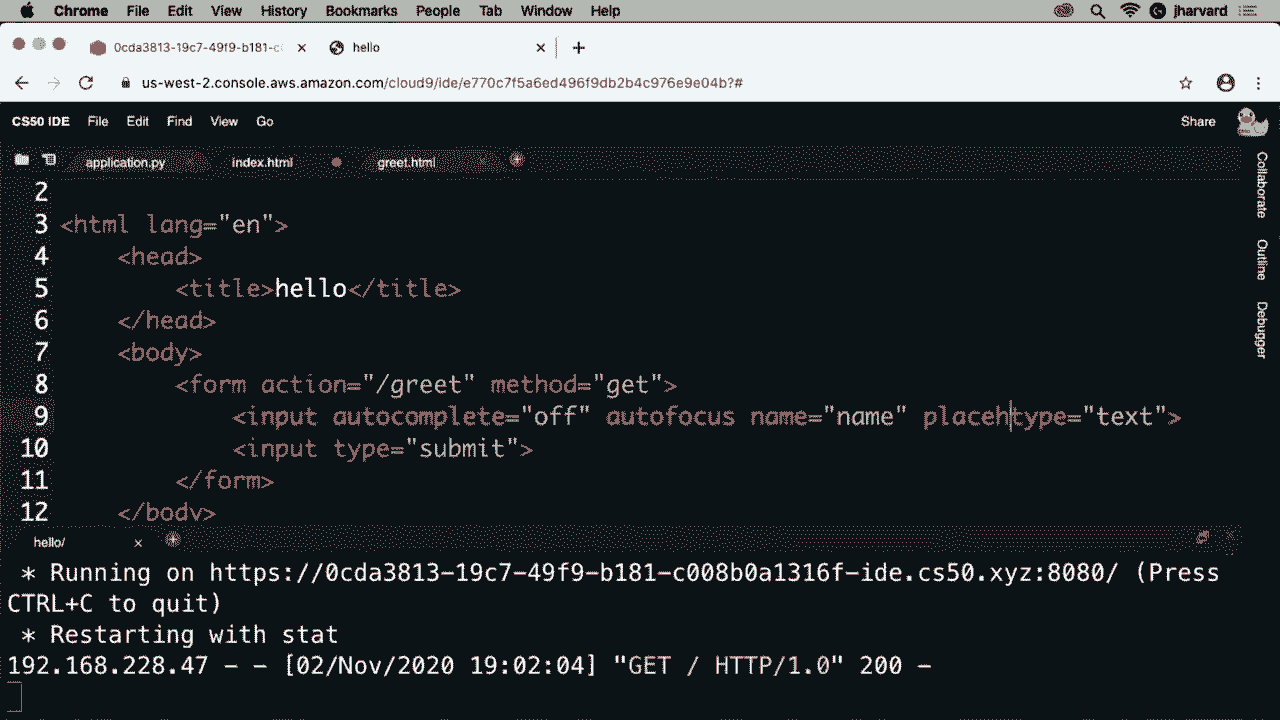 Chrome File Edit View History Bookmarks People Tab Window Help jharvard
0cda3813-19c7-49f9-b181-c hello
us-west-2.console.aws.amazon.com/cloud9/ide/e770c7f5a6ed496f9db2b4c976e9e04b?#
CS50 IDE File Edit Find View Go Share
application.py index.html greet.html
2
3 <html lang="en">
4 <head>
5 <title>hello</title>
6 </head>
7 <body>
8 <form action="/greet" method="get">
9 <input autocomplete="off" autofocus name="name" placehtype="text">
10 <input type="submit">
11 </form>
12 </body>
Collaborate
Outline
Debugger
hello/
* Running on https://0cda3813-19c7-49f9-b181-c008b0a1316f-ide.cs50.xyz:8080/ (Press
CTRL+C to quit)
* Restarting with stat
192.168.228.47 - - [02/Nov/2020 19:02:04] "GET / HTTP/1.0" 200 -